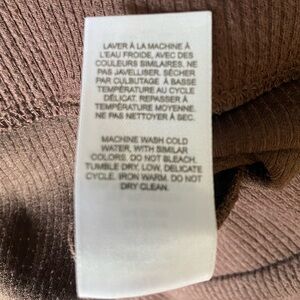 LAVER À LA MACHINE À
L'EAU FROIDE, AVEC DES
COULEURS SIMILAIRES. NE
PAS JAVELLISER. SÉCHER
PAR CULBUTAGE À BASSE
TEMPÉRATURE AU CYCLE
DÉLICAT. REPASSER À
TEMPÉRATURE MOYENNE.
NE PAS NETTOYER À SEC.
MACHINE WASH COLD
WATER, WITH SIMILAR
COLORS. DO NOT BLEACH.
TUMBLE DRY, LOW, DELICATE
CYCLE. IRON WARM. DO NOT
DRY CLEAN.